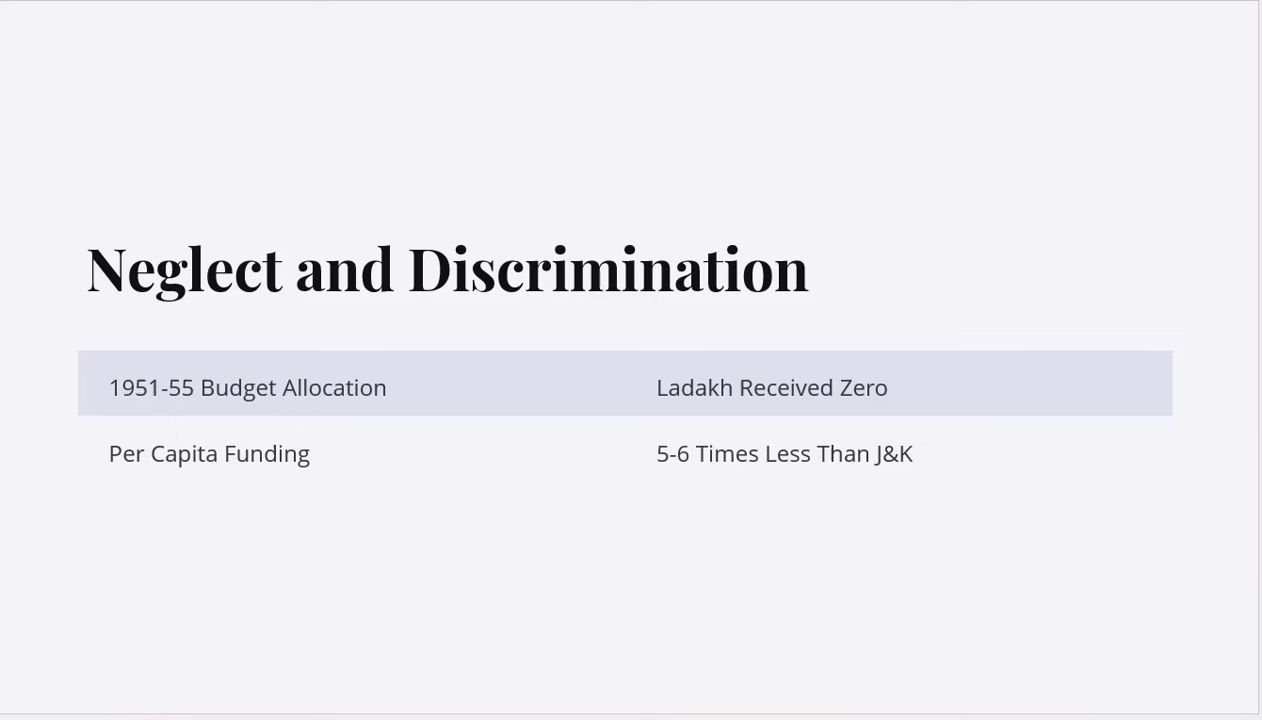 Neglect and Discrimination
1951-55 Budget Allocation Ladakh Received Zero
Per Capita Funding 5-6 Times Less Than J&K